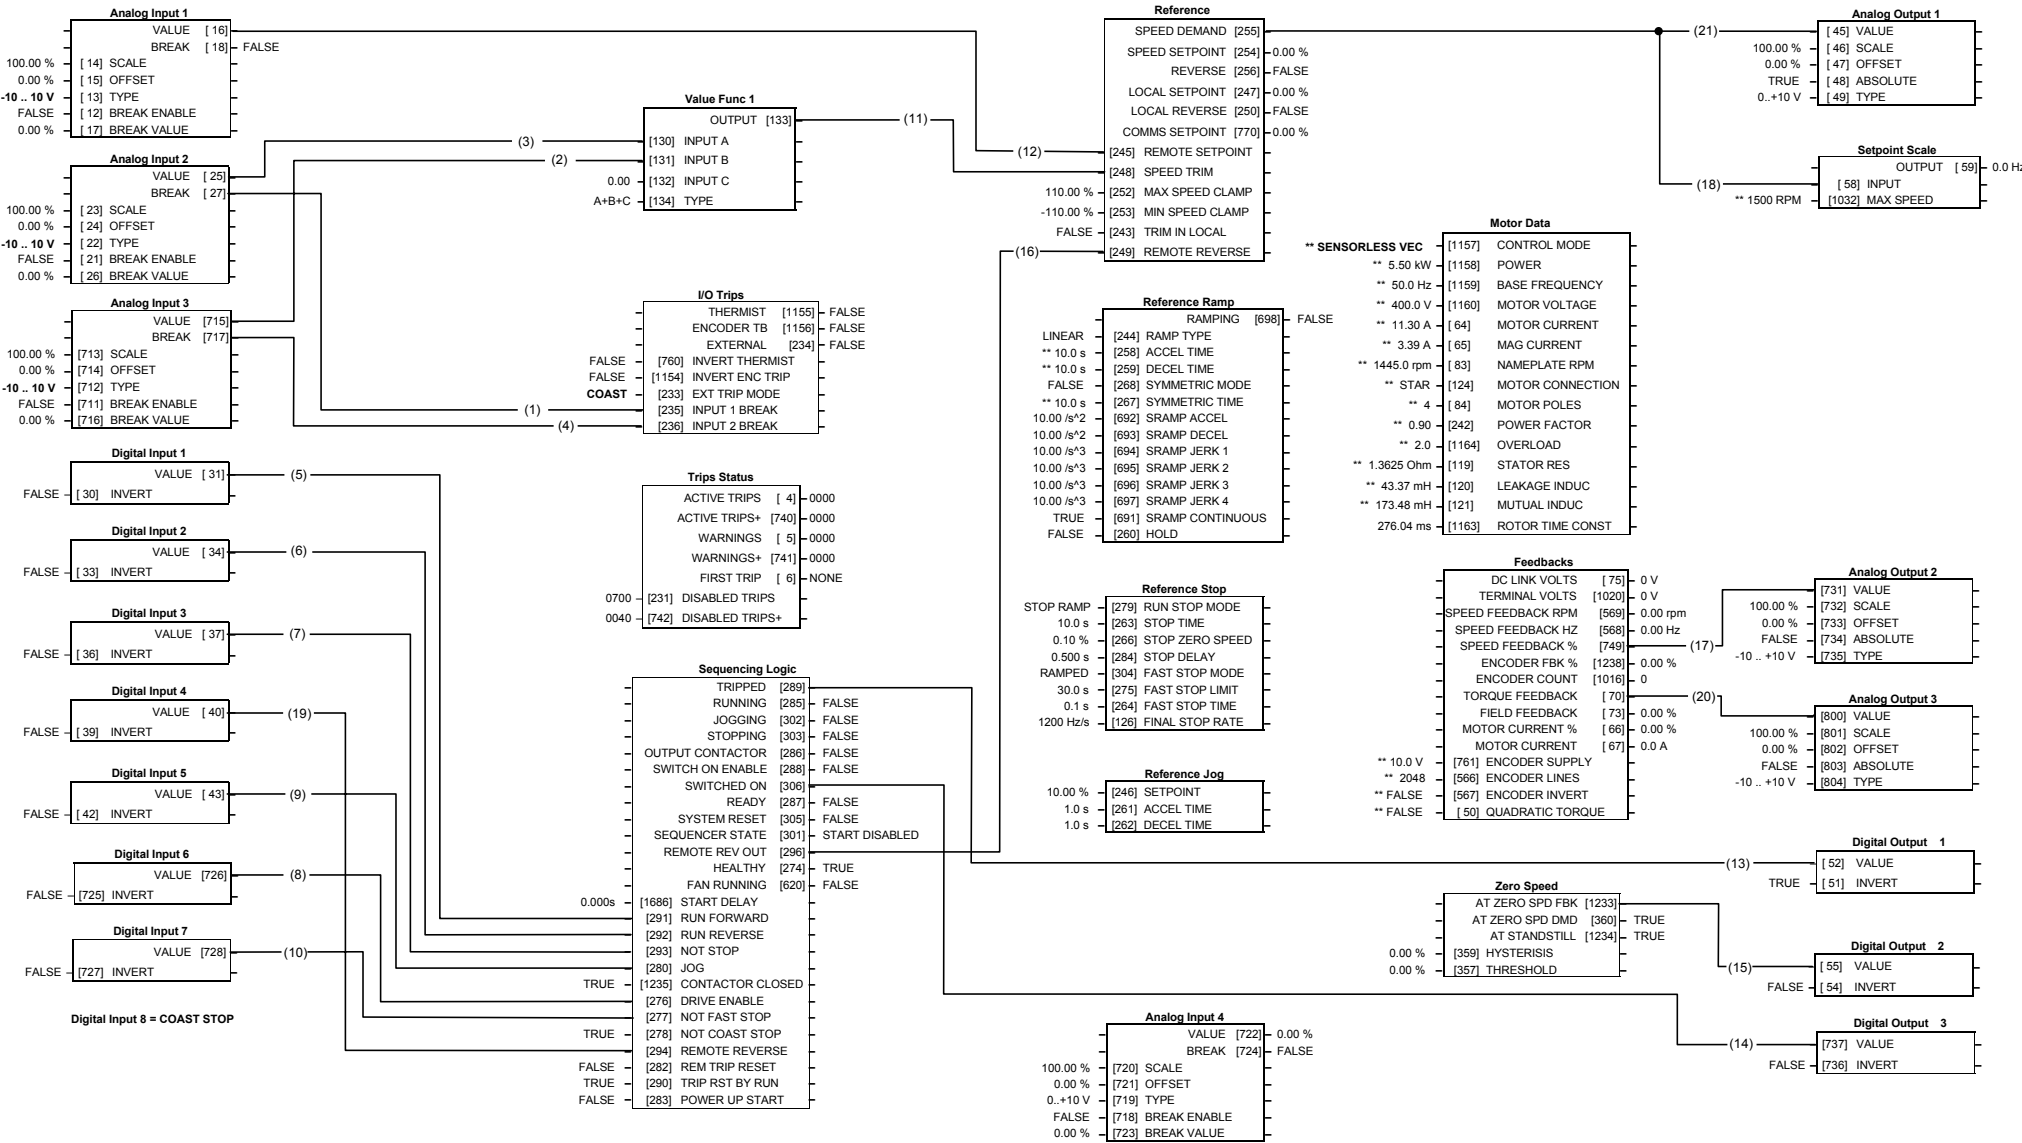 Analog Input 1
VALUE [ 16]
BREAK [ 18] FALSE
100.00 % [ 14] SCALE
0.00 % [ 15] OFFSET
-10 .. 10 V [ 13] TYPE
FALSE [ 12] BREAK ENABLE
0.00 % [ 17] BREAK VALUE
Analog Input 2
VALUE [ 25]
BREAK [ 27]
100.00 % [ 23] SCALE
0.00 % [ 24] OFFSET
-10 .. 10 V [ 22] TYPE
FALSE [ 21] BREAK ENABLE
0.00 % [ 26] BREAK VALUE
Analog Input 3
VALUE [715]
BREAK [717]
100.00 % [713] SCALE
0.00 % [714] OFFSET
-10 .. 10 V [712] TYPE
FALSE [711] BREAK ENABLE
0.00 % [716] BREAK VALUE
Digital Input 1
VALUE [ 31] (5)
FALSE [ 30] INVERT
Digital Input 2
VALUE [ 34] (6)
FALSE [ 33] INVERT
Digital Input 3
VALUE [ 37] (7)
FALSE [ 36] INVERT
Digital Input 4
VALUE [ 40] (19)
FALSE [ 39] INVERT
Digital Input 5
VALUE [ 43] (9)
FALSE [ 42] INVERT
Digital Input 6
VALUE [726] (8)
FALSE [725] INVERT
Digital Input 7
VALUE [728] (10)
FALSE [727] INVERT
Digital Input 8 = COAST STOP
Value Func 1
OUTPUT [133] (11)
(3) [130] INPUT A
(2) [131] INPUT B
0.00 [132] INPUT C
A+B+C [134] TYPE
I/O Trips
THERMIST [1155] FALSE
ENCODER TB [1156] FALSE
EXTERNAL [234] FALSE
FALSE [760] INVERT THERMIST
FALSE [1154] INVERT ENC TRIP
COAST [233] EXT TRIP MODE
(1) [235] INPUT 1 BREAK
(4) [236] INPUT 2 BREAK
Trips Status
ACTIVE TRIPS [ 4] 0000
ACTIVE TRIPS+ [740] 0000
WARNINGS [ 5] 0000
WARNINGS+ [741] 0000
FIRST TRIP [ 6] NONE
0700 [231] DISABLED TRIPS
0040 [742] DISABLED TRIPS+
Sequencing Logic
TRIPPED [289]
RUNNING [285] FALSE
JOGGING [302] FALSE
STOPPING [303] FALSE
OUTPUT CONTACTOR [286] FALSE
SWITCH ON ENABLE [288] FALSE
SWITCHED ON [306]
READY [287] FALSE
SYSTEM RESET [305] FALSE
SEQUENCER STATE [301] START DISABLED
REMOTE REV OUT [296]
HEALTHY [274] TRUE
FAN RUNNING [620] FALSE
0.000s [1686] START DELAY
[291] RUN FORWARD
[292] RUN REVERSE
[293] NOT STOP
[280] JOG
TRUE [1235] CONTACTOR CLOSED
[276] DRIVE ENABLE
[277] NOT FAST STOP
TRUE [278] NOT COAST STOP
[294] REMOTE REVERSE
FALSE [282] REM TRIP RESET
TRUE [290] TRIP RST BY RUN
FALSE [283] POWER UP START
Reference
SPEED DEMAND [255]
SPEED SETPOINT [254] 0.00 %
REVERSE [256] FALSE
LOCAL SETPOINT [247] 0.00 %
LOCAL REVERSE [250] FALSE
COMMS SETPOINT [770] 0.00 %
(12) [245] REMOTE SETPOINT
[248] SPEED TRIM
110.00 % [252] MAX SPEED CLAMP
-110.00 % [253] MIN SPEED CLAMP
FALSE [243] TRIM IN LOCAL
(16) [249] REMOTE REVERSE
Reference Ramp
RAMPING [698] FALSE
LINEAR [244] RAMP TYPE
** 10.0 s [258] ACCEL TIME
** 10.0 s [259] DECEL TIME
FALSE [268] SYMMETRIC MODE
** 10.0 s [267] SYMMETRIC TIME
10.00 /s^2 [692] SRAMP ACCEL
10.00 /s^2 [693] SRAMP DECEL
10.00 /s^3 [694] SRAMP JERK 1
10.00 /s^3 [695] SRAMP JERK 2
10.00 /s^3 [696] SRAMP JERK 3
10.00 /s^3 [697] SRAMP JERK 4
TRUE [691] SRAMP CONTINUOUS
FALSE [260] HOLD
Reference Stop
STOP RAMP [279] RUN STOP MODE
10.0 s [263] STOP TIME
0.10 % [266] STOP ZERO SPEED
0.500 s [284] STOP DELAY
RAMPED [304] FAST STOP MODE
30.0 s [275] FAST STOP LIMIT
0.1 s [264] FAST STOP TIME
1200 Hz/s [126] FINAL STOP RATE
Reference Jog
10.00 % [246] SETPOINT
1.0 s [261] ACCEL TIME
1.0 s [262] DECEL TIME
Analog Input 4
VALUE [722] 0.00 %
BREAK [724] FALSE
100.00 % [720] SCALE
0.00 % [721] OFFSET
0..+10 V [719] TYPE
FALSE [718] BREAK ENABLE
0.00 % [723] BREAK VALUE
Motor Data
** SENSORLESS VEC [1157] CONTROL MODE
** 5.50 kW [1158] POWER
** 50.0 Hz [1159] BASE FREQUENCY
** 400.0 V [1160] MOTOR VOLTAGE
** 11.30 A [ 64] MOTOR CURRENT
** 3.39 A [ 65] MAG CURRENT
** 1445.0 rpm [ 83] NAMEPLATE RPM
** STAR [124] MOTOR CONNECTION
** 4 [ 84] MOTOR POLES
** 0.90 [242] POWER FACTOR
** 2.0 [1164] OVERLOAD
** 1.3625 Ohm [119] STATOR RES
** 43.37 mH [120] LEAKAGE INDUC
** 173.48 mH [121] MUTUAL INDUC
276.04 ms [1163] ROTOR TIME CONST
Feedbacks
DC LINK VOLTS [ 75] 0 V
TERMINAL VOLTS [1020] 0 V
SPEED FEEDBACK RPM [569] 0.00 rpm
SPEED FEEDBACK HZ [568] 0.00 Hz
SPEED FEEDBACK % [749] (17)
ENCODER FBK % [1238] 0.00 %
ENCODER COUNT [1016] 0
TORQUE FEEDBACK [ 70] (20)
FIELD FEEDBACK [ 73] 0.00 %
MOTOR CURRENT % [ 66] 0.00 %
MOTOR CURRENT [ 67] 0.0 A
** 10.0 V [761] ENCODER SUPPLY
** 2048 [566] ENCODER LINES
** FALSE [567] ENCODER INVERT
** FALSE [ 50] QUADRATIC TORQUE
Zero Speed
AT ZERO SPD FBK [1233]
AT ZERO SPD DMD [360] TRUE
AT STANDSTILL [1234] TRUE
0.00 % [359] HYSTERISIS
0.00 % [357] THRESHOLD
Analog Output 1
(21) [ 45] VALUE
100.00 % [ 46] SCALE
0.00 % [ 47] OFFSET
TRUE [ 48] ABSOLUTE
0..+10 V [ 49] TYPE
Setpoint Scale
OUTPUT [ 59] 0.0 Hz
(18) [ 58] INPUT
** 1500 RPM [1032] MAX SPEED
Analog Output 2
[731] VALUE
100.00 % [732] SCALE
0.00 % [733] OFFSET
FALSE [734] ABSOLUTE
-10 .. +10 V [735] TYPE
Analog Output 3
[800] VALUE
100.00 % [801] SCALE
0.00 % [802] OFFSET
FALSE [803] ABSOLUTE
-10 .. +10 V [804] TYPE
Digital Output 1
(13) [ 52] VALUE
TRUE [ 51] INVERT
Digital Output 2
(15) [ 55] VALUE
FALSE [ 54] INVERT
Digital Output 3
(14) [737] VALUE
FALSE [736] INVERT